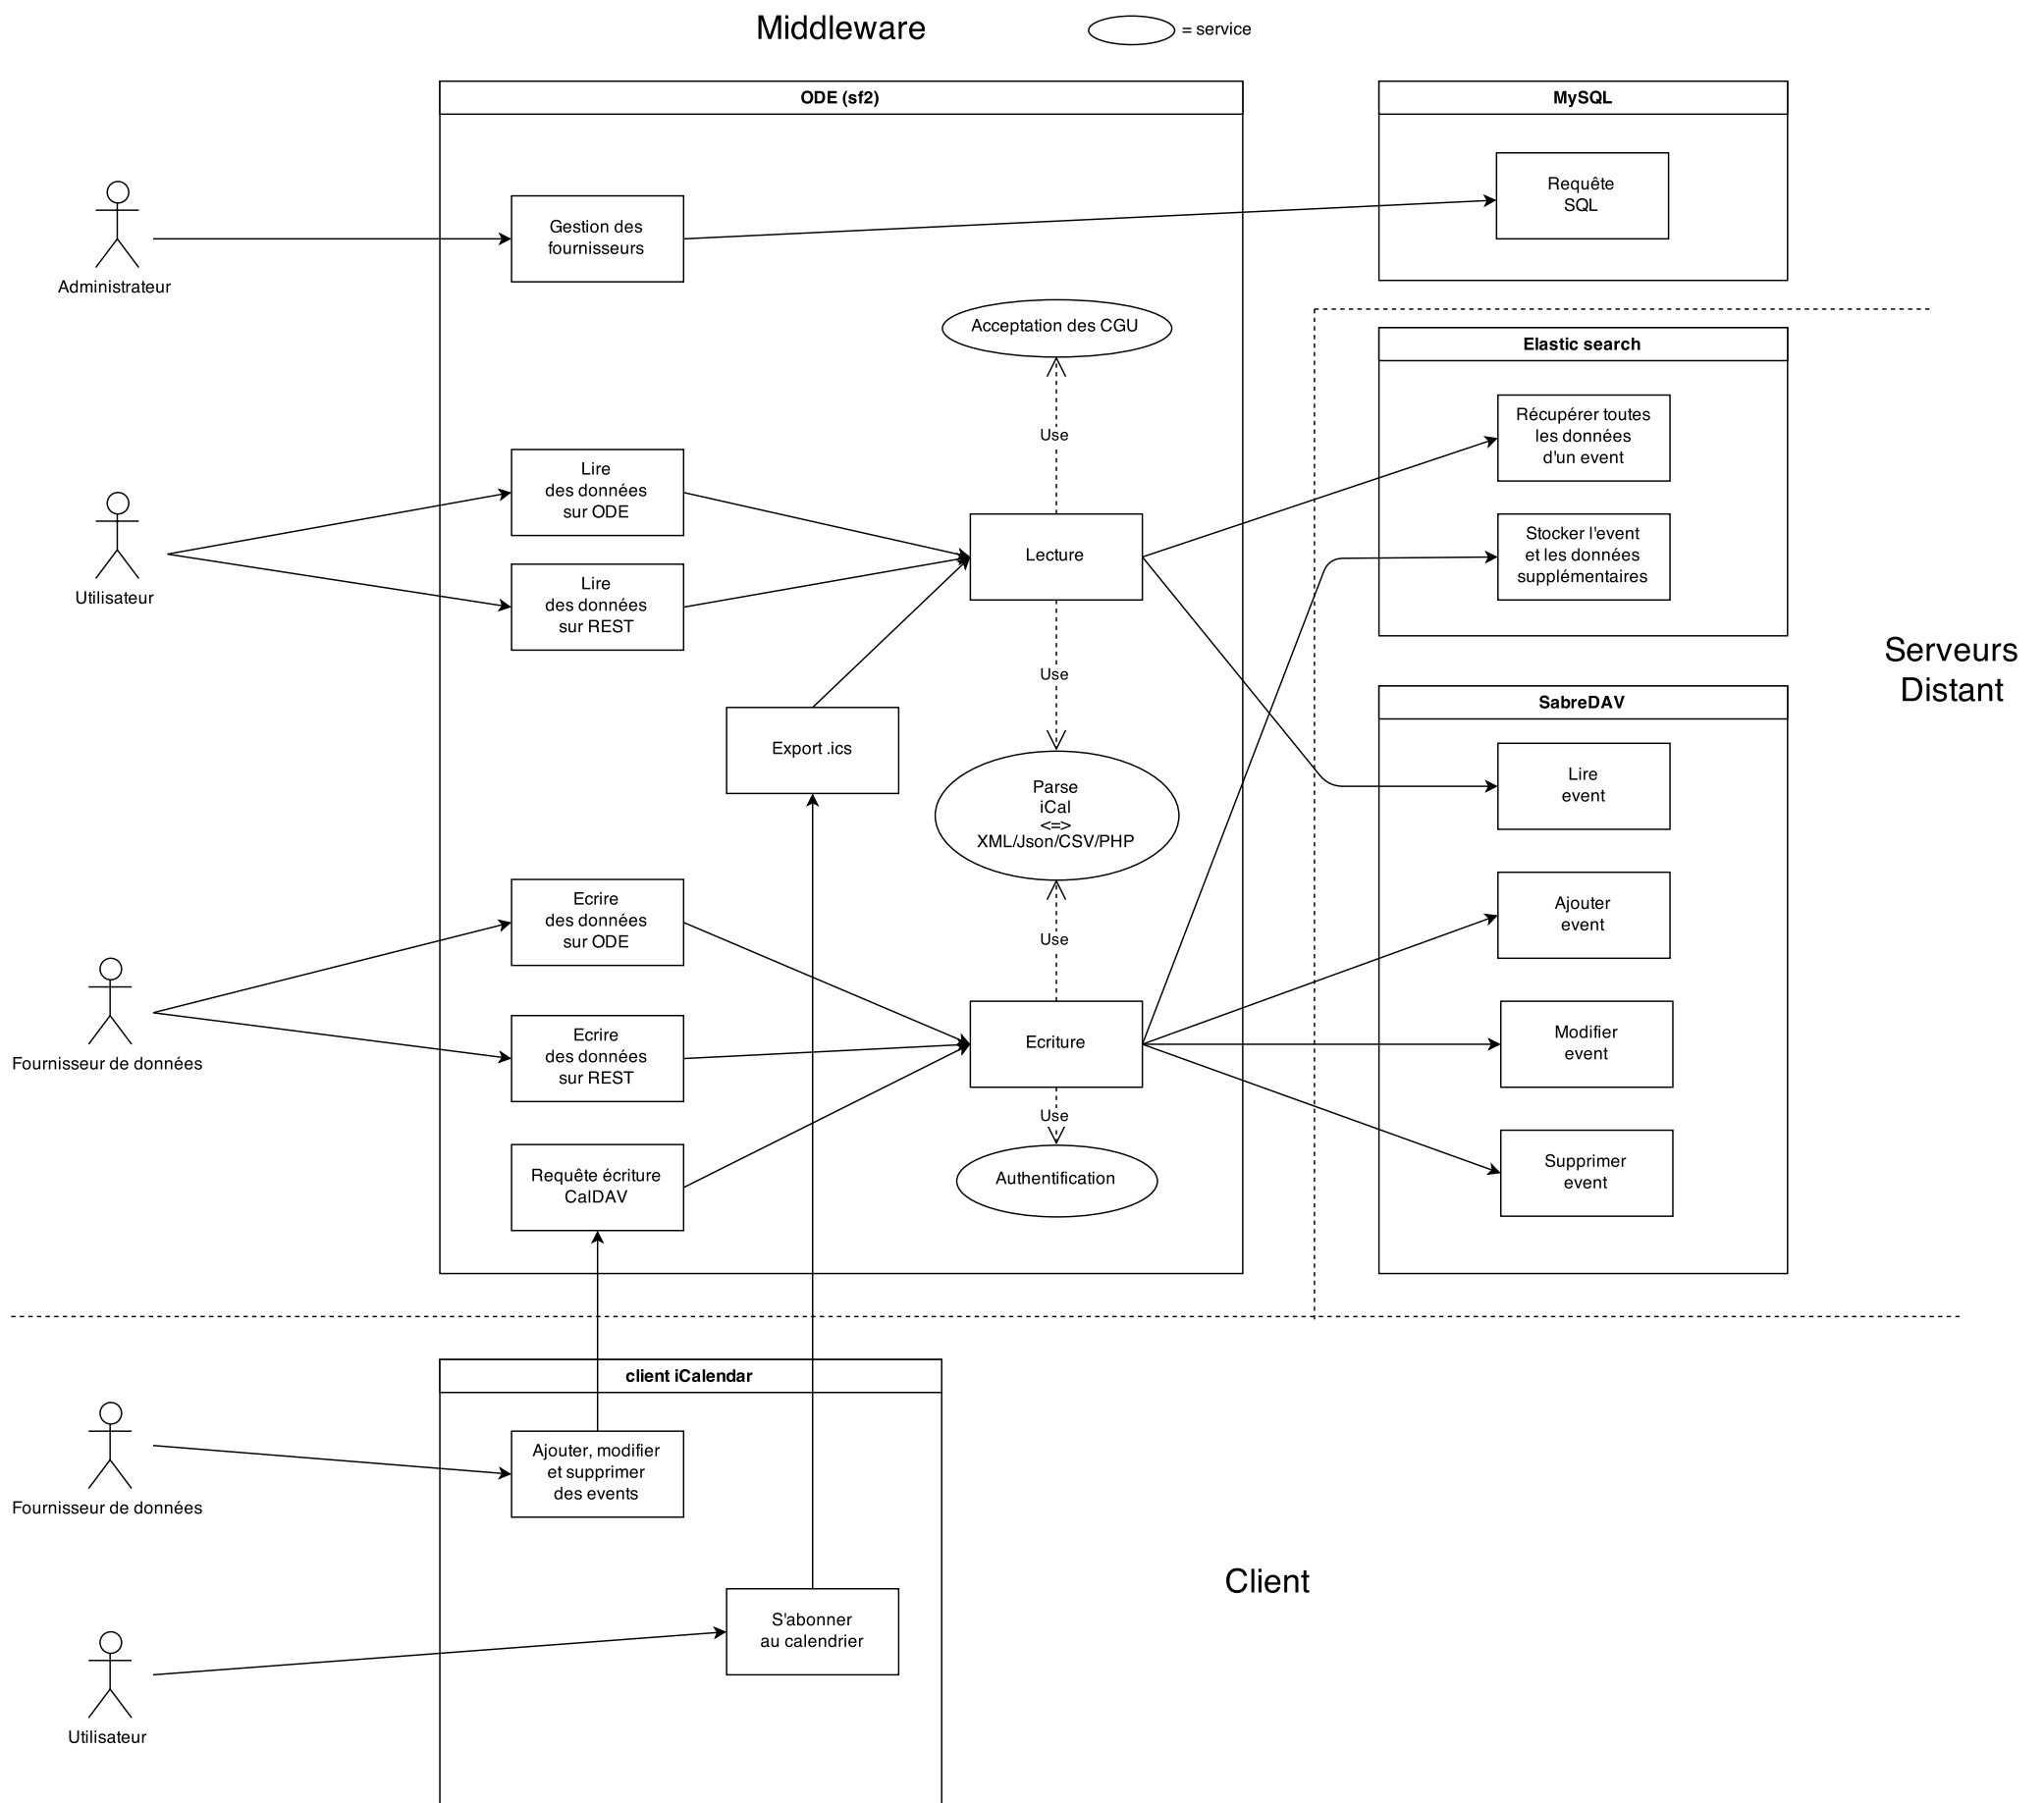 Middleware
= service
ODE (sf2)
MySQL
Requête
SQL
Gestion des
fournisseurs
Administrateur
Acceptation des CGU
Elastic search
Récupérer toutes
les données
d'un event
Use
Lire
des données
sur ODE
Utilisateur
Lecture
Stocker l'event
et les données
supplémentaires
Lire
des données
sur REST
Serveurs
Distant
Use
SabreDAV
Export .ics
Lire
event
Parse
iCal
<=>
XML/Json/CSV/PHP
Ecrire
des données
sur ODE
Ajouter
event
Use
Fournisseur de données
Ecrire
des données
sur REST
Ecriture
Modifier
event
Use
Requête écriture
CalDAV
Authentification
Supprimer
event
client iCalendar
Ajouter, modifier
et supprimer
des events
Fournisseur de données
Client
S'abonner
au calendrier
Utilisateur